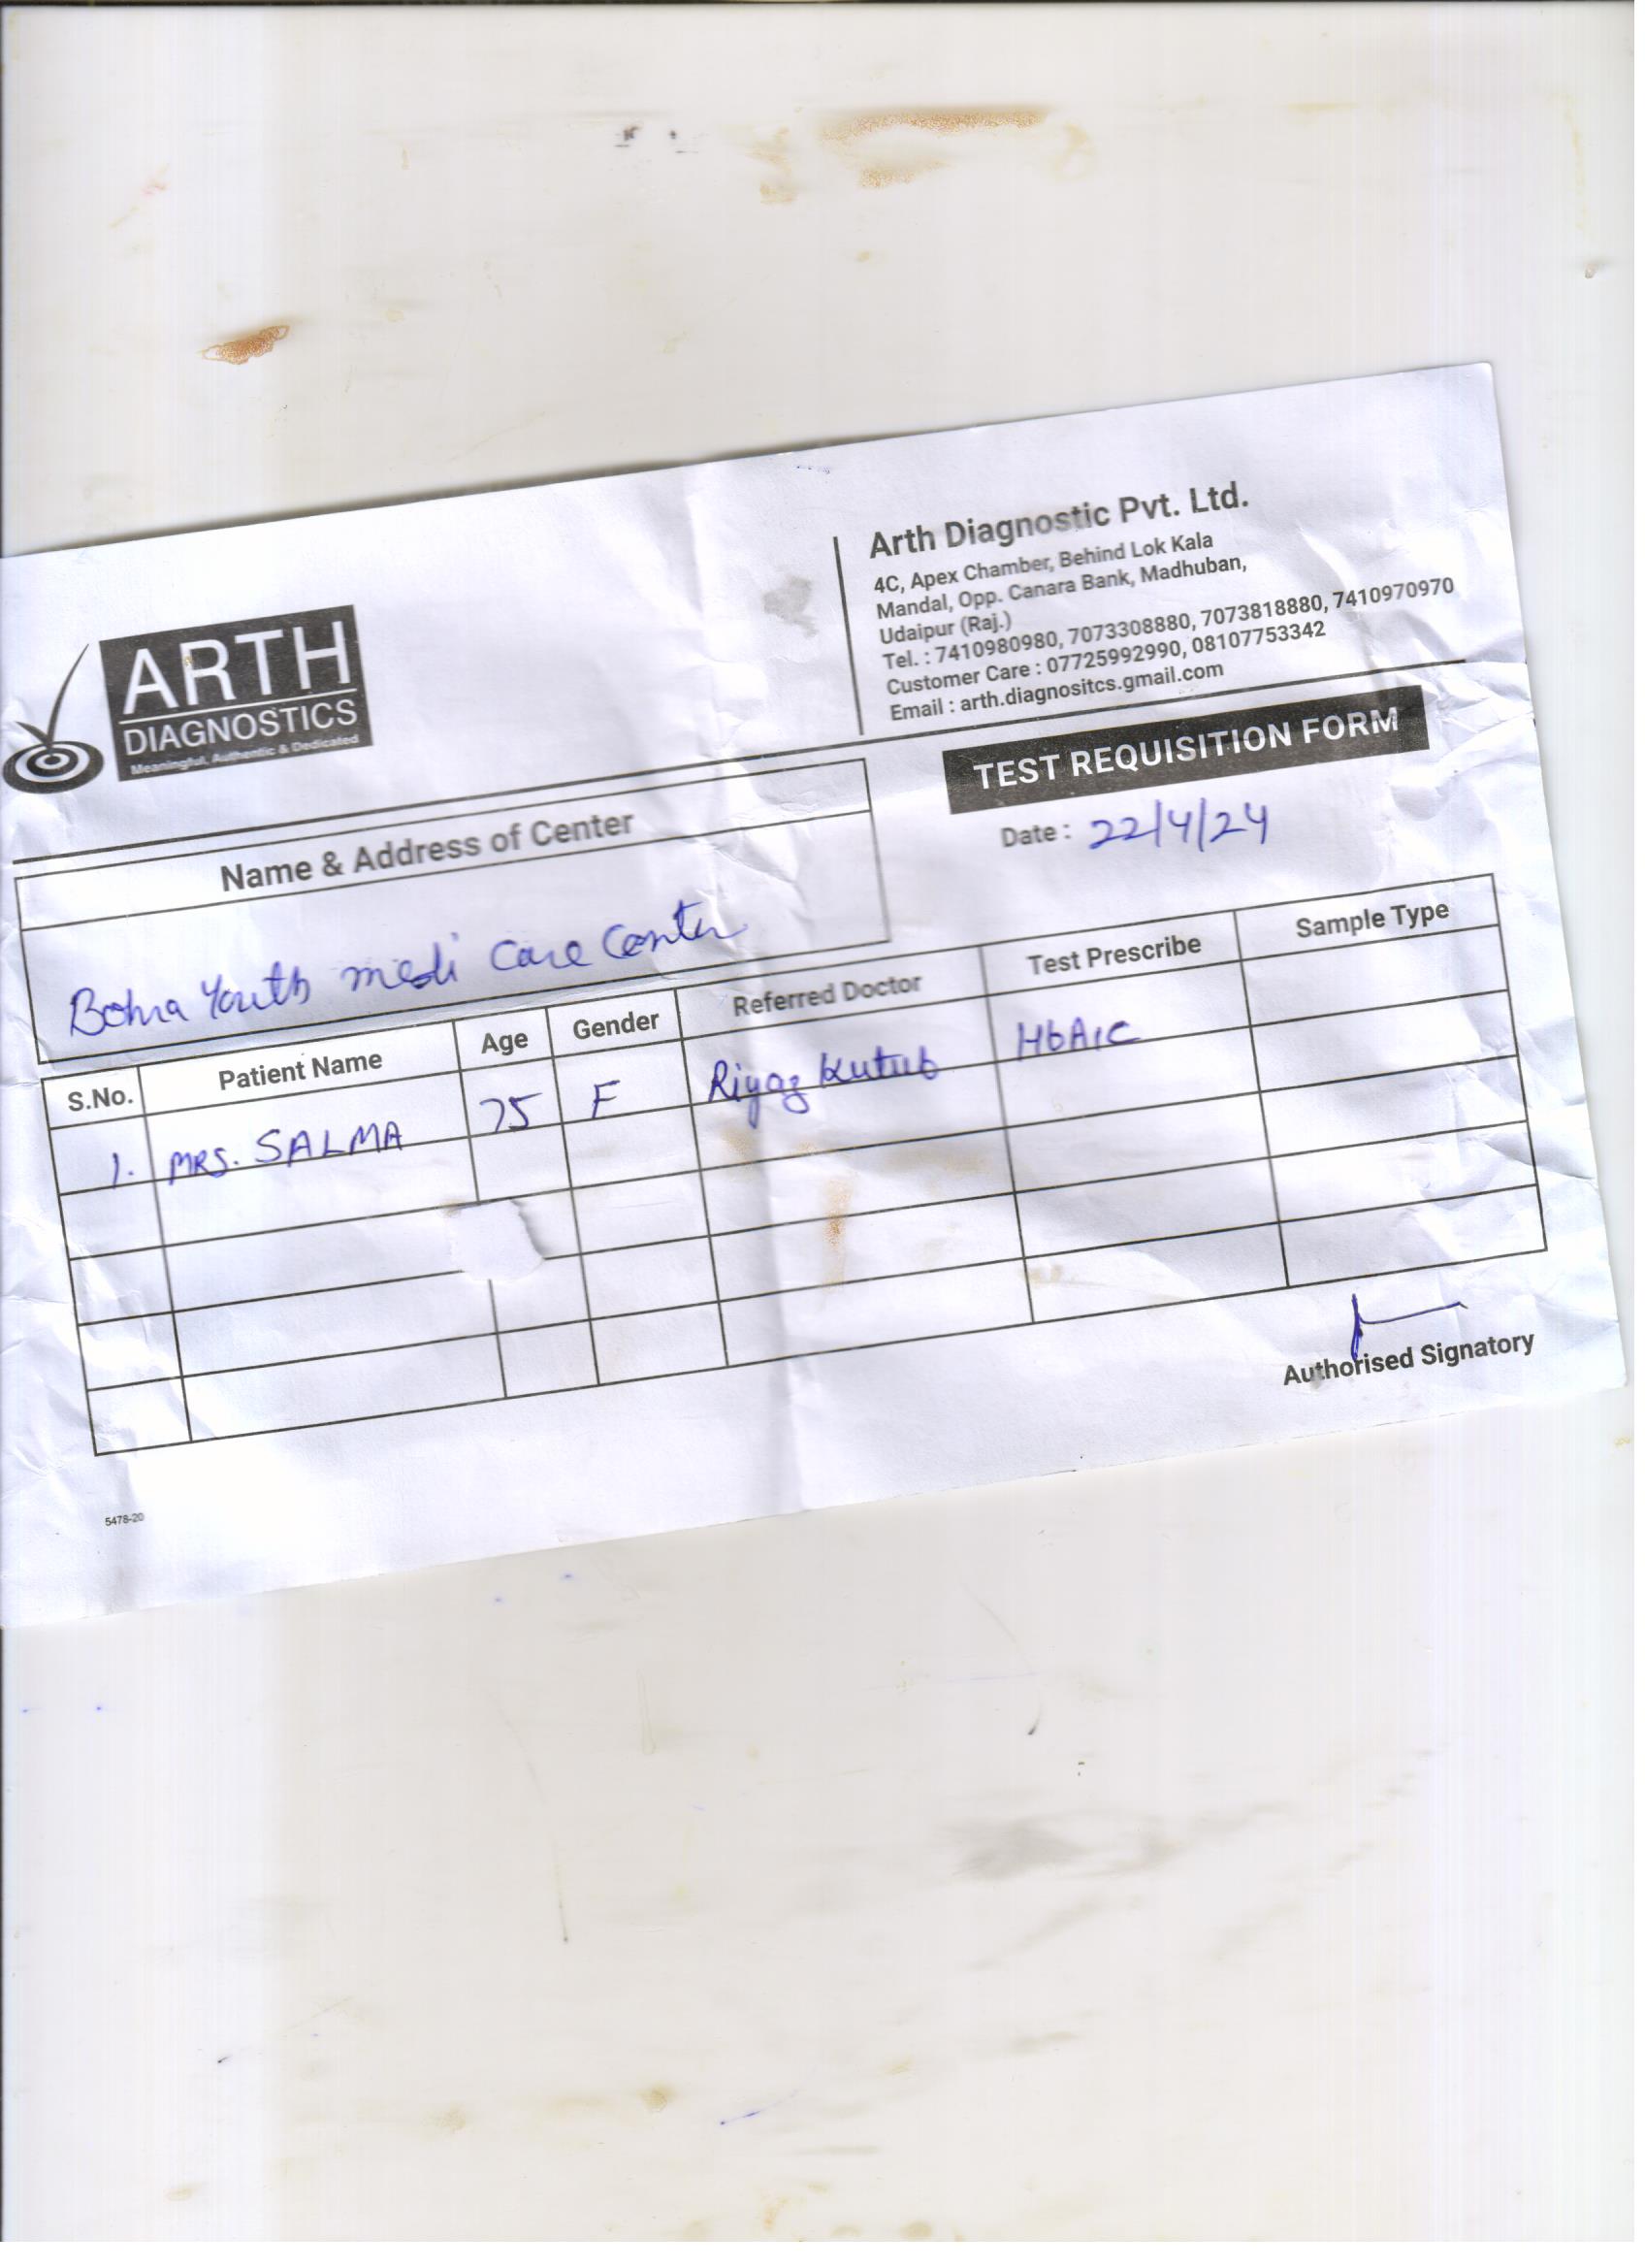 ARTH
DIAGNOSTICS
Meaningful, Authentic & Dedicated
Arth Diagnostic Pvt. Ltd.
4C, Apex Chamber, Behind Lok Kala
Mandal, Opp. Canara Bank, Madhuban,
Udaipur (Raj.)
Tel. : 7410980980, 7073308880, 7073818880, 7410970970
Customer Care : 07725992990, 08107753342
Email : arth.diagnositcs.gmail.com
TEST REQUISITION FORM
Date : 22/4/24
Name & Address of Center
Bohra Youth medi Care Center
S.No. Patient Name Age Gender Referred Doctor Test Prescribe Sample Type
1. MRS. SALMA 75 F Riyaz Kutub HbA1C
Authorised Signatory
5478-20